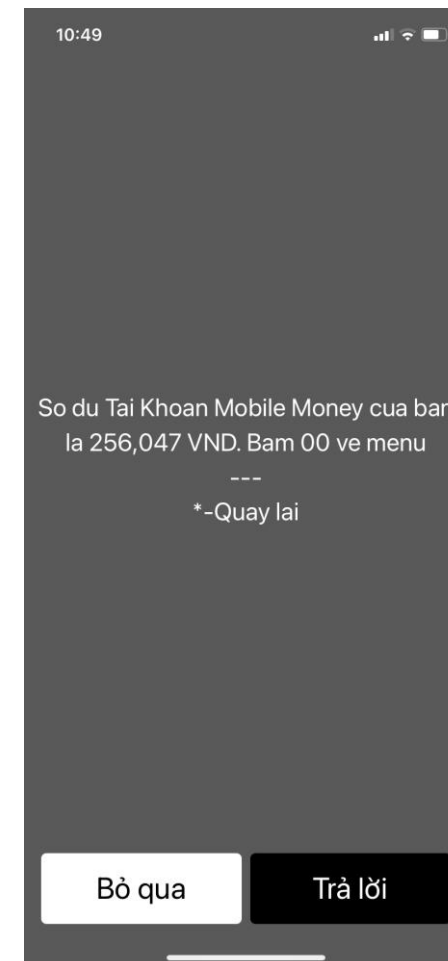 10:49
So du Tai Khoan Mobile Money cua ban
la 256,047 VND. Bam 00 ve menu
---
*-Quay lai
Bỏ qua
Trả lời